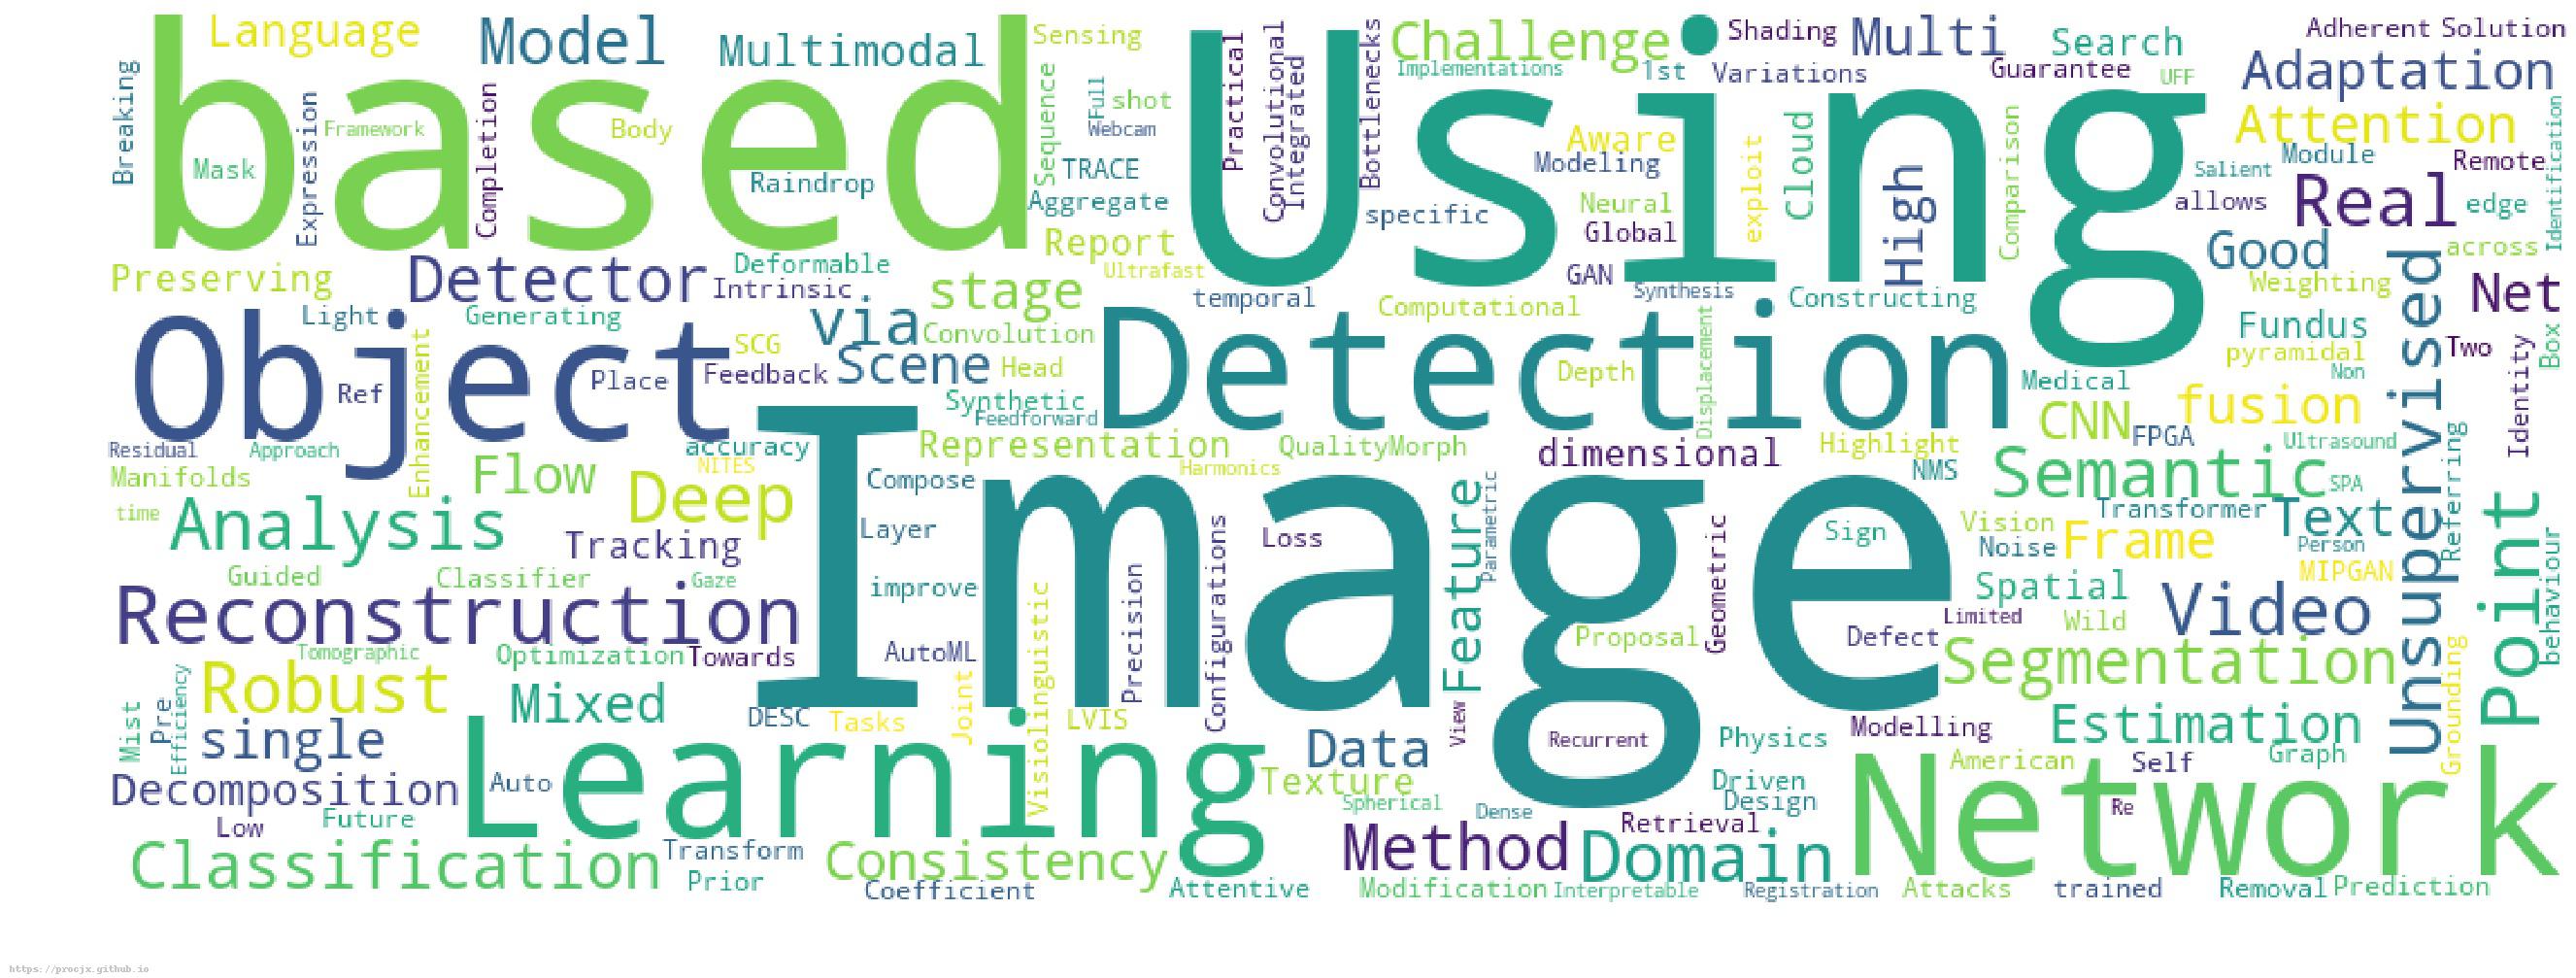 Language
Model
Multimodal
Sensing
Practical
Convolutional
Integrated
Bottlenecks
Challenge
Implementations
1st
Shading
Variations
Multi
Search
Guarantee
UFF
Adherent
Solution
Adaptation
Breaking
based
Mask
Expression
Framework
Completion
Body
Raindrop
Sequence
Full
shot
Webcam
TRACE
Aggregate
Using
Aware
Modeling
specific
Neural
Global
exploit
Cloud
High
Comparison
Attention
Salient
Module
Remote
allows
Real
edge
Identification
Preserving
Detector
Deformable
Intrinsic
Report
Ultrafast
stage
temporal
GAN
Synthesis
Computational
Constructing
Good
across
Weighting
Unsupervised
Net
Object
Light
Generating
Enhancement
Ref
Place
SCG
Feedback
via
Scene
Convolution
Head
Synthetic
Feedforward
Detection
Depth
Displacement
Medical
Fundus
pyramidal
Non
Two
Identity
Box
Residual
Approach
Manifolds
time
Analysis
Flow
Deep
accuracy
NITES
Tracking
Representation
Harmonics
QualityMorph
dimensional
Highlight
NMS
CNN
FPGA
fusion
Ultrasound
Semantic
SPA
Referring
Compose
Layer
Image
Configurations
Loss
Feature
Parametric
Geometric
Sign
Vision
Noise
Transformer
Text
Frame
Person
MIPGAN
Point
behaviour
Guided
Classifier
Gaze
Reconstruction
improve
AutoML
Visiolinguistic
Precision
Proposal
Defect
Limited
Spatial
Wild
Video
Tomographic
Optimization
Towards
Segmentation
Grounding
Robust
Mixed
Mist
Pre
Efficiency
single
DESC
Tasks
Joint
LVIS
Data
View
Recurrent
Physics
Modelling
Estimation
American
Self
Graph
Decomposition
Auto
Learning
Texture
Spherical
Dense
Driven
Design
Network
Re
Low
Future
Classification
Transform
Prior
Consistency
Coefficient
Attentive
Method
Retrieval
Domain
Modification
Interpretable
Registration
Attacks
trained
Removal
Prediction
https://procjx.github.io